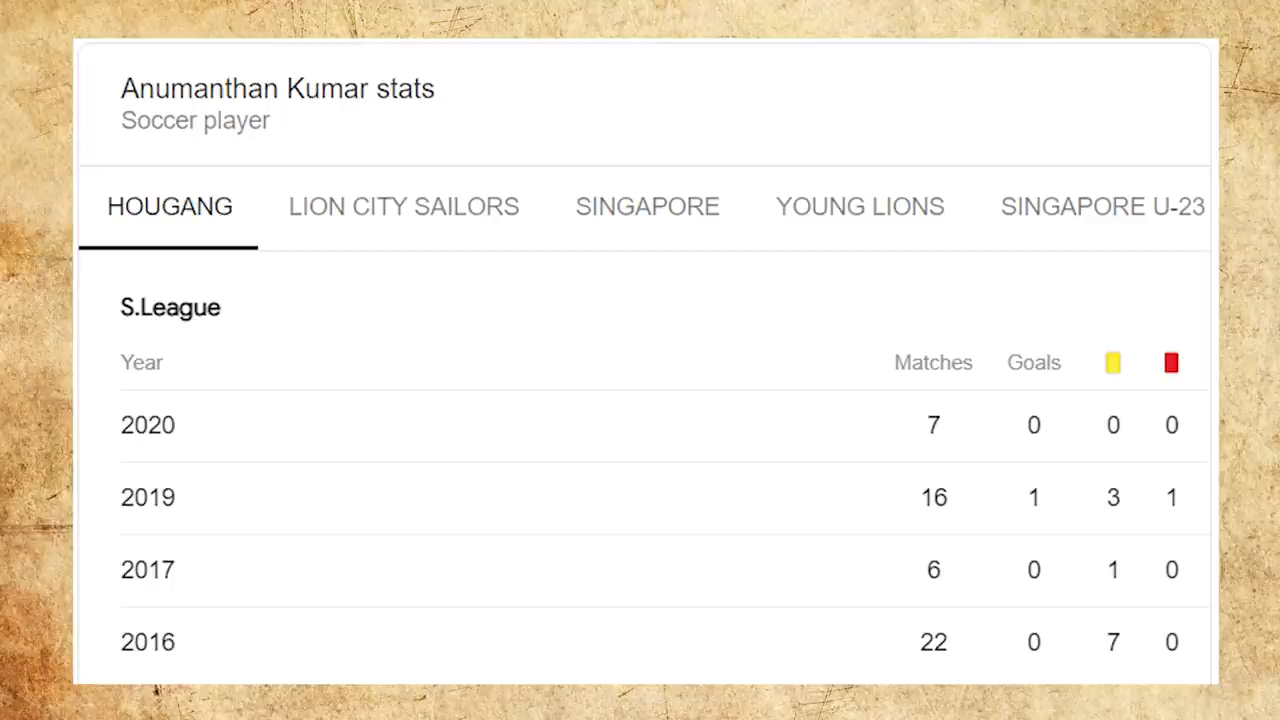 Anumanthan Kumar stats
Soccer player
HOUGANG LION CITY SAILORS SINGAPORE YOUNG LIONS SINGAPORE U-23
S.League
Year Matches Goals
2020 7 0 0 0
2019 16 1 3 1
2017 6 0 1 0
2016 22 0 7 0